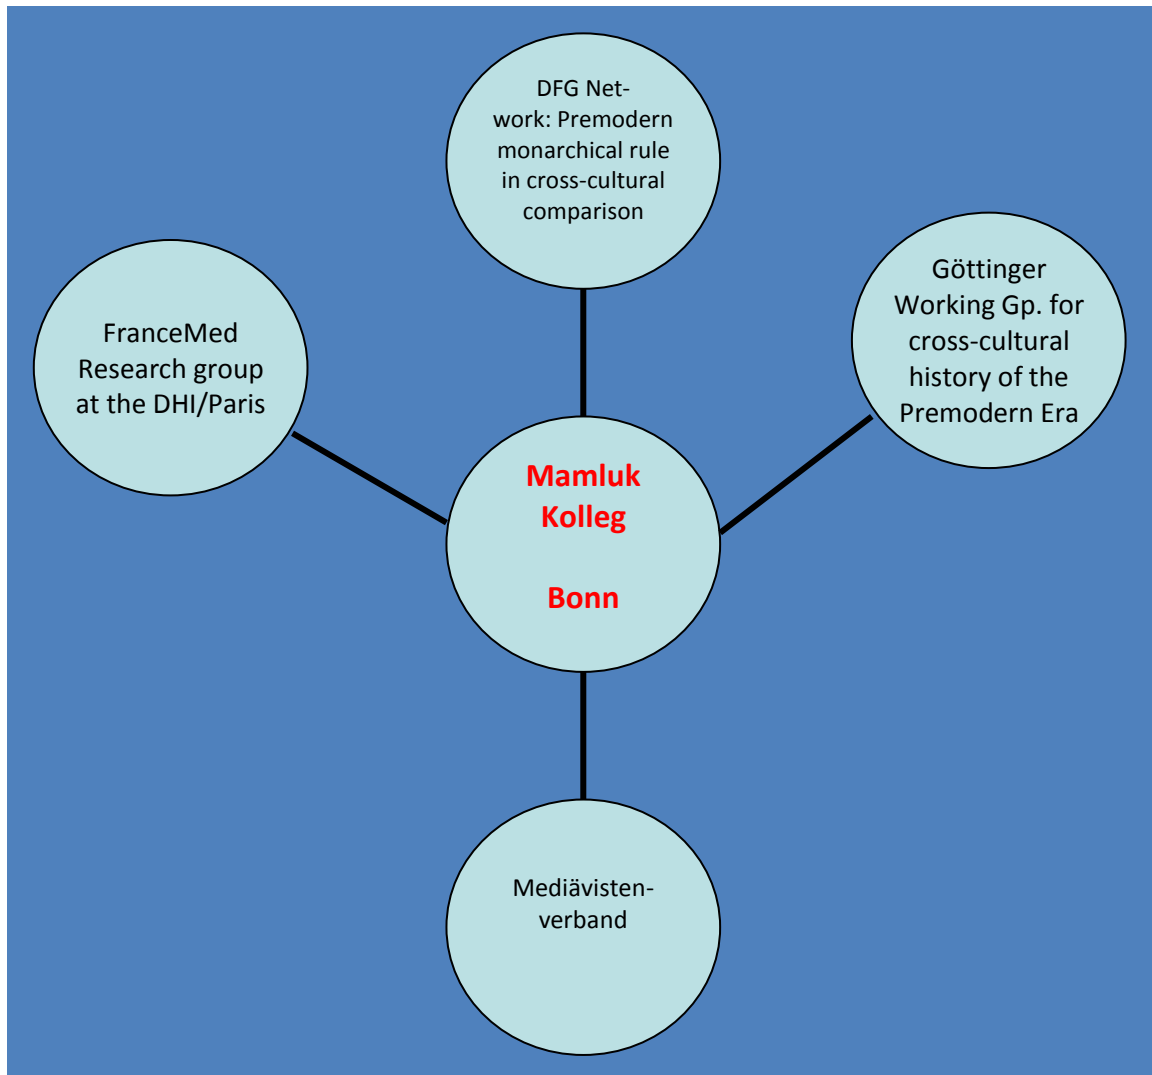 DFG Net-
work: Premodern
monarchical rule
in cross-cultural
comparison
Göttinger
Working Gp. for
cross-cultural
history of the
Premodern Era
FranceMed
Research group
at the DHI/Paris
Mamluk
Kolleg
Bonn
Mediävisten-
verband